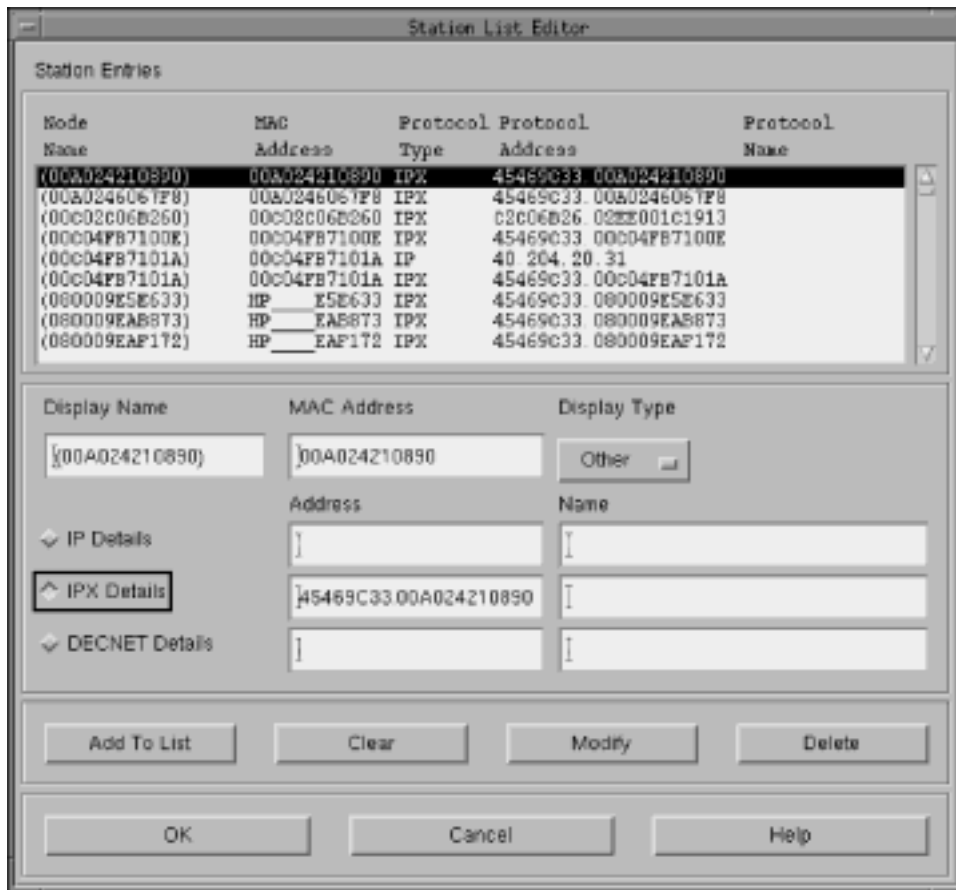 Station List Editor
Station Entries
Node MAC Protocol Protocol Protocol
Name Address Type Address Name
(00A024210890) 00A024210890 IPX 45469C33.00A024210890
(00A0246067F8) 00A0246067F8 IPX 45469C33.00A0246067F8
(00C02C06B260) 00C02C06B260 IPX C2C06B26.02EE001C1913
(00C04FB7100E) 00C04FB7100E IPX 45469C33.00C04FB7100E
(00C04FB7101A) 00C04FB7101A IP 40.204.20.31
(00C04FB7101A) 00C04FB7101A IPX 45469C33.00C04FB7101A
(080009E5E633) HP____E5E633 IPX 45469C33.080009E5E633
(080009EAB873) HP____EAB873 IPX 45469C33.080009EAB873
(080009EAF172) HP____EAF172 IPX 45469C33.080009EAF172
Display Name MAC Address Display Type
(00A024210890) 00A024210890 Other
Address Name
IP Details
IPX Details 45469C33.00A024210890
DECNET Details
Add To List Clear Modify Delete
OK Cancel Help